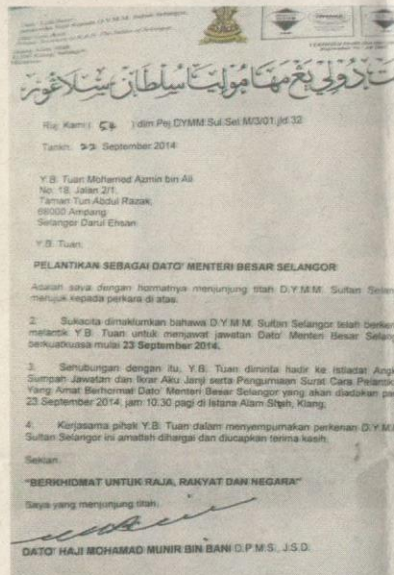 دولي يڠ مها موليا سلطان سلاڠور
Ruj. Kami : ( 54 ) dlm.Pej.DYMM.Sul.Sel.M/3/01.jld.32
Tarikh: 22 September 2014
Y.B. Tuan Mohamed Azmin bin Ali
No: 18, Jalan 2/1,
Taman Tun Abdul Razak,
68000 Ampang
Selangor Darul Ehsan
Y.B. Tuan,
PELANTIKAN SEBAGAI DATO' MENTERI BESAR SELANGOR
Adalah saya dengan hormatnya menjunjung titah D.Y.M.M. Sultan Selan
merujuk kepada perkara di atas.
2. Sukacita dimaklumkan bahawa D.Y.M.M. Sultan Selangor telah berken
melantik Y.B. Tuan untuk menjawat jawatan Dato' Menteri Besar Selang
berkuatkuasa mulai 23 September 2014.
3. Sehubungan dengan itu, Y.B. Tuan diminta hadir ke Istiadat Angk
Sumpah Jawatan dan Ikrar Aku Janji serta Pengurniaan Surat Cara Pelantik
Yang Amat Berhormat Dato' Menteri Besar Selangor yang akan diadakan pa
23 September 2014, jam 10.30 pagi di Istana Alam Shah, Klang.
4. Kerjasama pihak Y.B. Tuan dalam menyempurnakan perkenan D.Y.M.M
Sultan Selangor ini amatlah dihargai dan diucapkan terima kasih.
Sekian.
"BERKHIDMAT UNTUK RAJA, RAKYAT DAN NEGARA"
Saya yang menjunjung titah,
DATO' HAJI MOHAMAD MUNIR BIN BANI D.P.M.S., J.S.D.